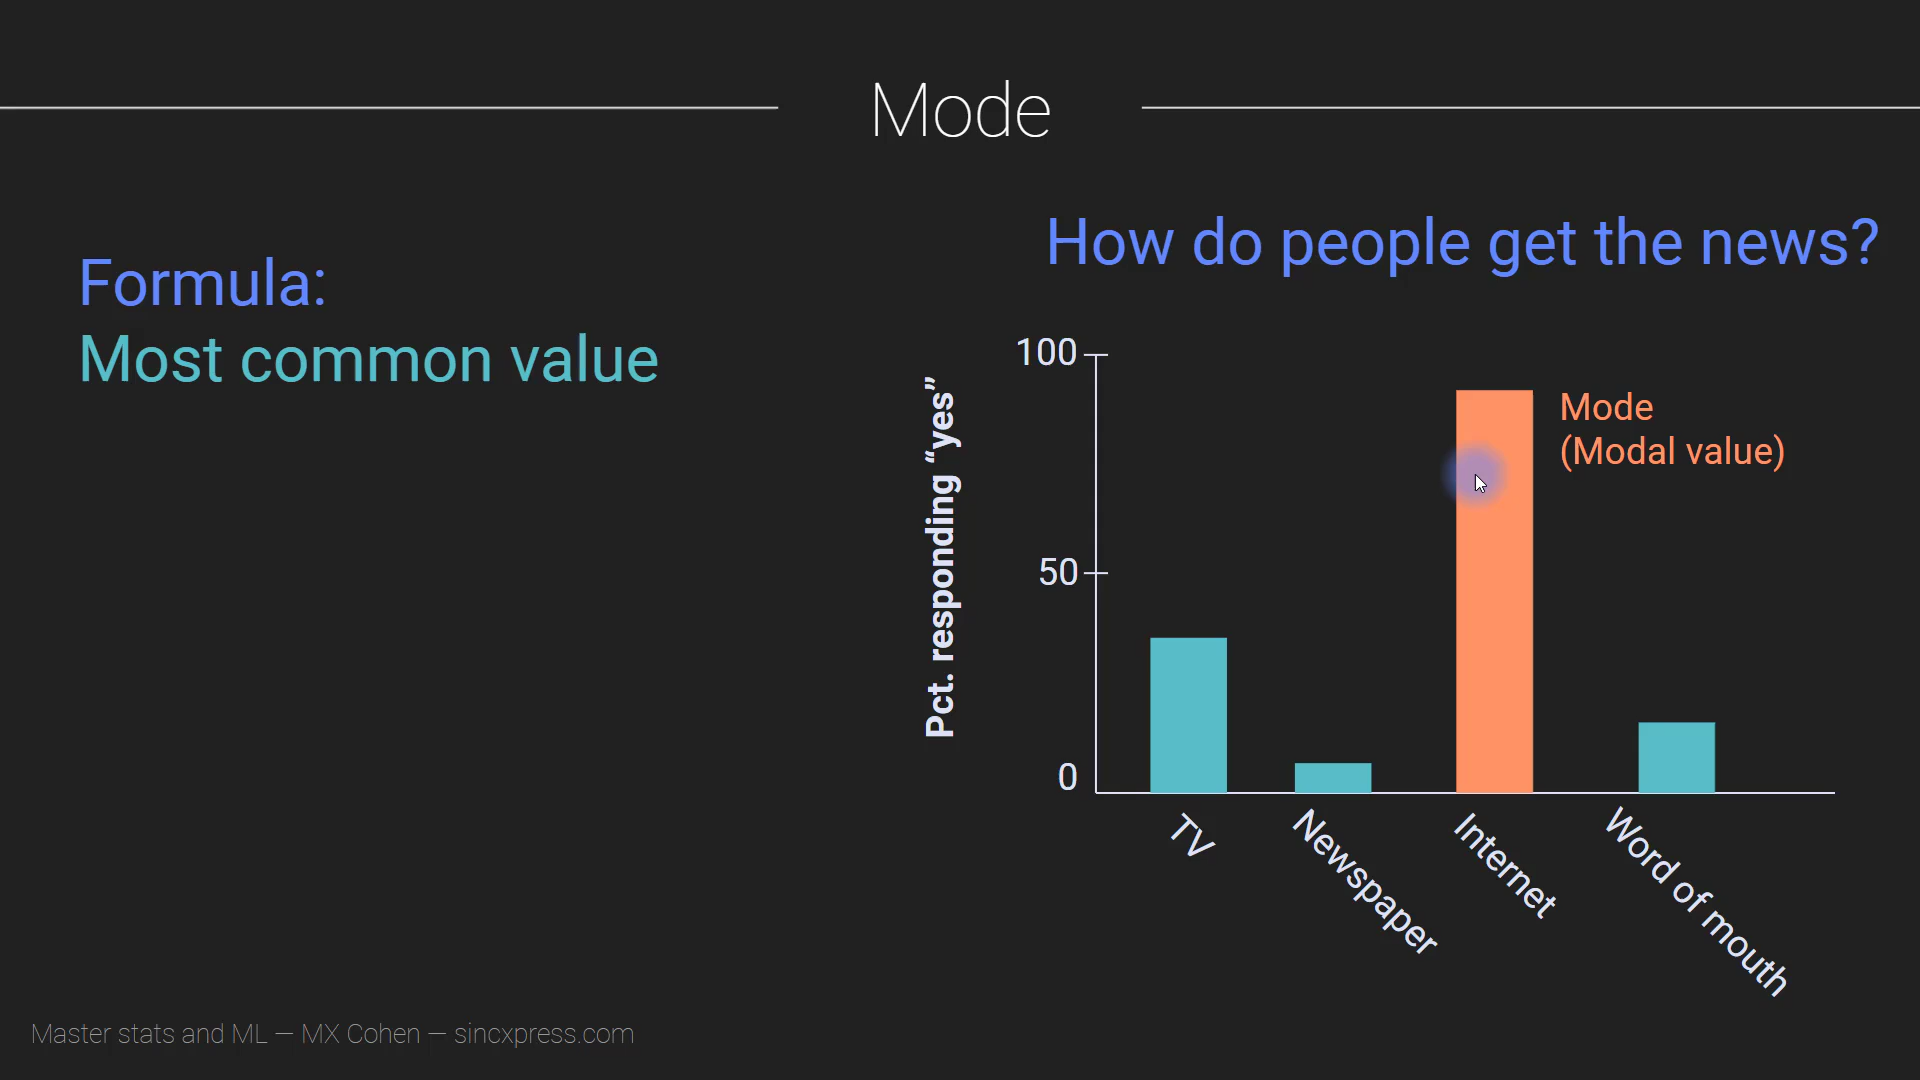 Mode
Formula:
Most common value
How do people get the news?
Pct. responding “yes”
100
50
0
Mode
(Modal value)
TV
Newspaper
Internet
Word of mouth
Master stats and ML — MX Cohen — sincxpress.com